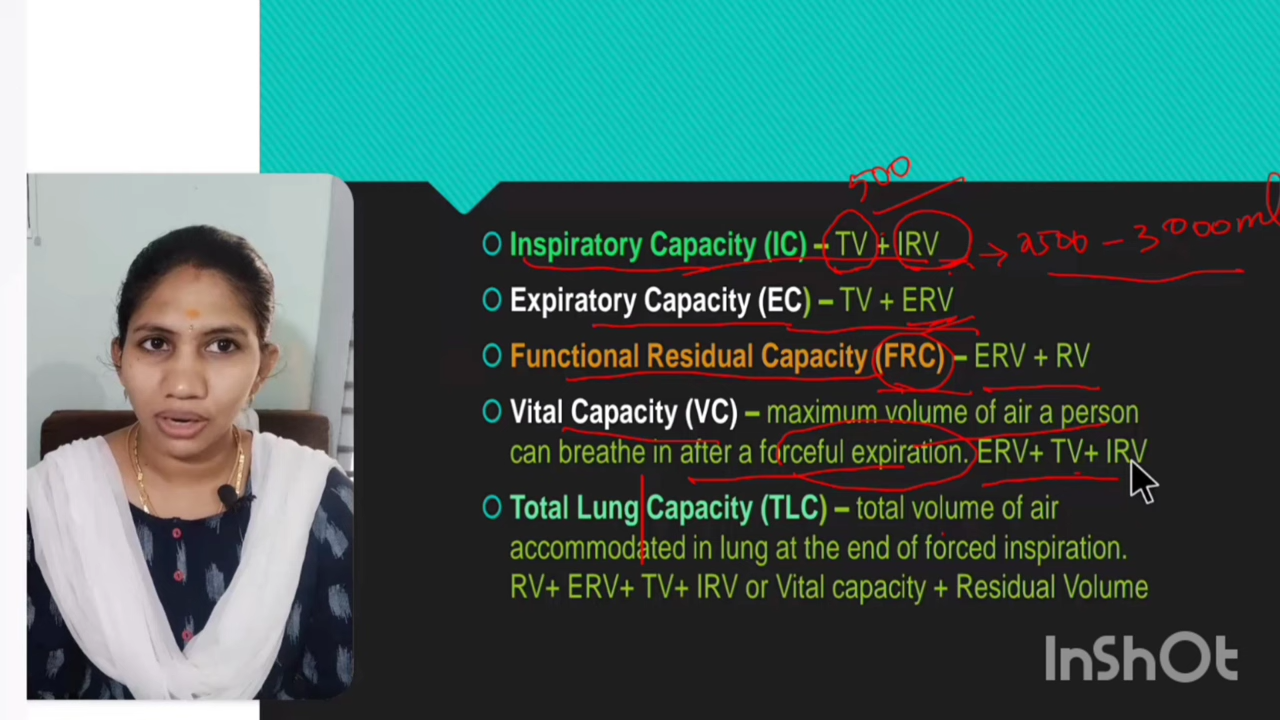 500
Inspiratory Capacity (IC) – TV + IRV → 2500 – 3000ml
Expiratory Capacity (EC) – TV + ERV
Functional Residual Capacity (FRC) – ERV + RV
Vital Capacity (VC) – maximum volume of air a person
can breathe in after a forceful expiration. ERV+ TV+ IRV
Total Lung Capacity (TLC) – total volume of air
accommodated in lung at the end of forced inspiration.
RV+ ERV+ TV+ IRV or Vital capacity + Residual Volume
InShOt